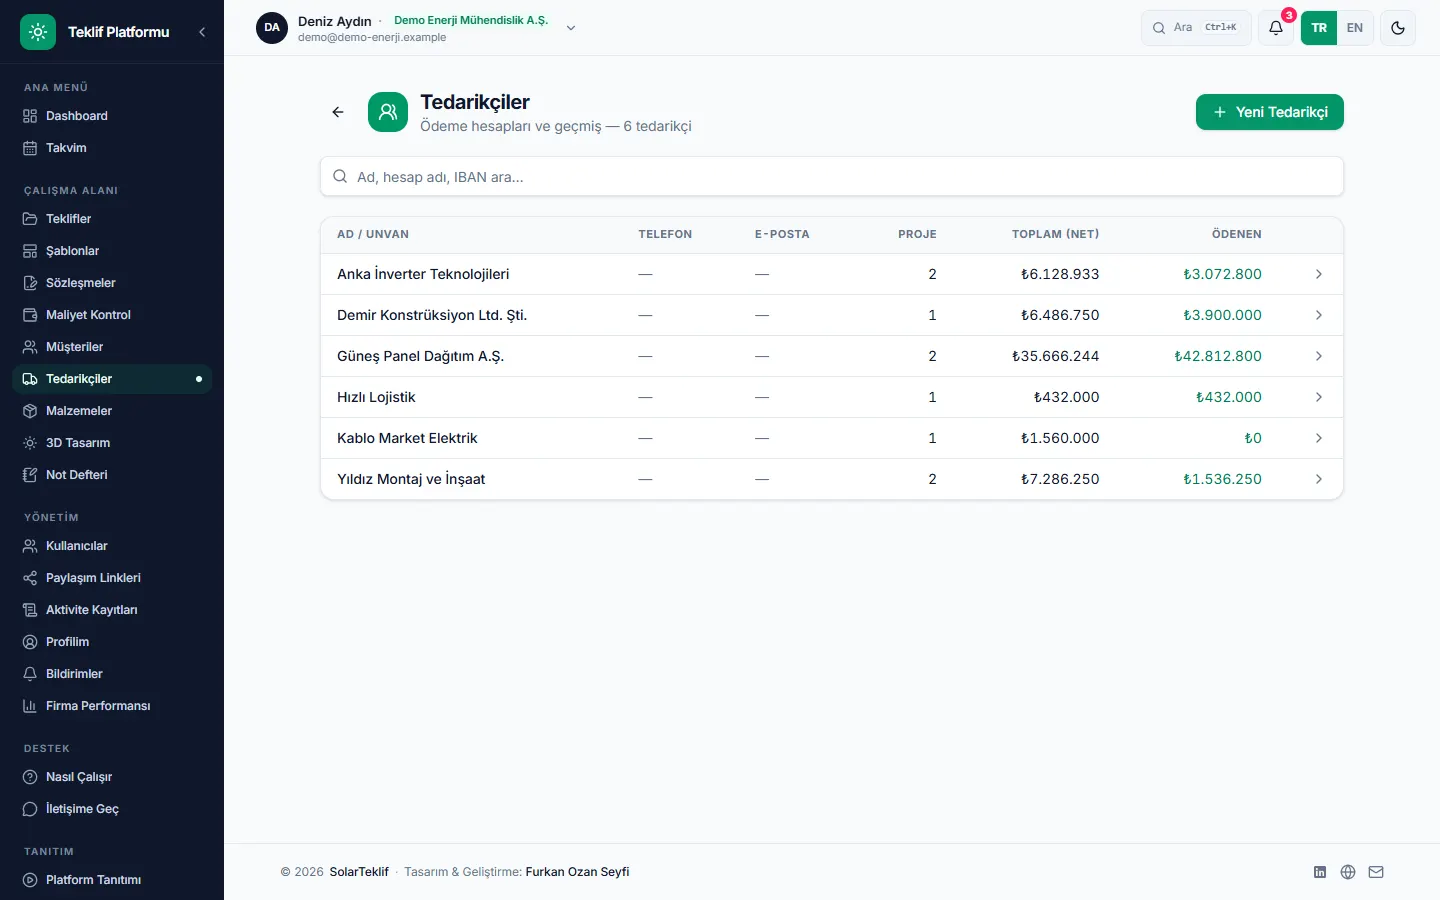 Teklif Platformu
ANA MENÜ
Dashboard
Takvim
ÇALIŞMA ALANI
Teklifler
Şablonlar
Sözleşmeler
Maliyet Kontrol
Müşteriler
Tedarikçiler
Malzemeler
3D Tasarım
Not Defteri
YÖNETİM
Kullanıcılar
Paylaşım Linkleri
Aktivite Kayıtları
Profilim
Bildirimler
Firma Performansı
DESTEK
Nasıl Çalışır
İletişime Geç
TANITIM
Platform Tanıtımı
DA Deniz Aydın · Demo Enerji Mühendislik A.Ş.
demo@demo-enerji.example
Ara Ctrl+K 3 TR EN
Tedarikçiler
Ödeme hesapları ve geçmiş — 6 tedarikçi
+ Yeni Tedarikçi
Ad, hesap adı, IBAN ara...
AD / UNVAN TELEFON E-POSTA PROJE TOPLAM (NET) ÖDENEN
Anka İnverter Teknolojileri — — 2 ₺6.128.933 ₺3.072.800
Demir Konstrüksiyon Ltd. Şti. — — 1 ₺6.486.750 ₺3.900.000
Güneş Panel Dağıtım A.Ş. — — 2 ₺35.666.244 ₺42.812.800
Hızlı Lojistik — — 1 ₺432.000 ₺432.000
Kablo Market Elektrik — — 1 ₺1.560.000 ₺0
Yıldız Montaj ve İnşaat — — 2 ₺7.286.250 ₺1.536.250
© 2026 SolarTeklif · Tasarım & Geliştirme: Furkan Ozan Seyfi